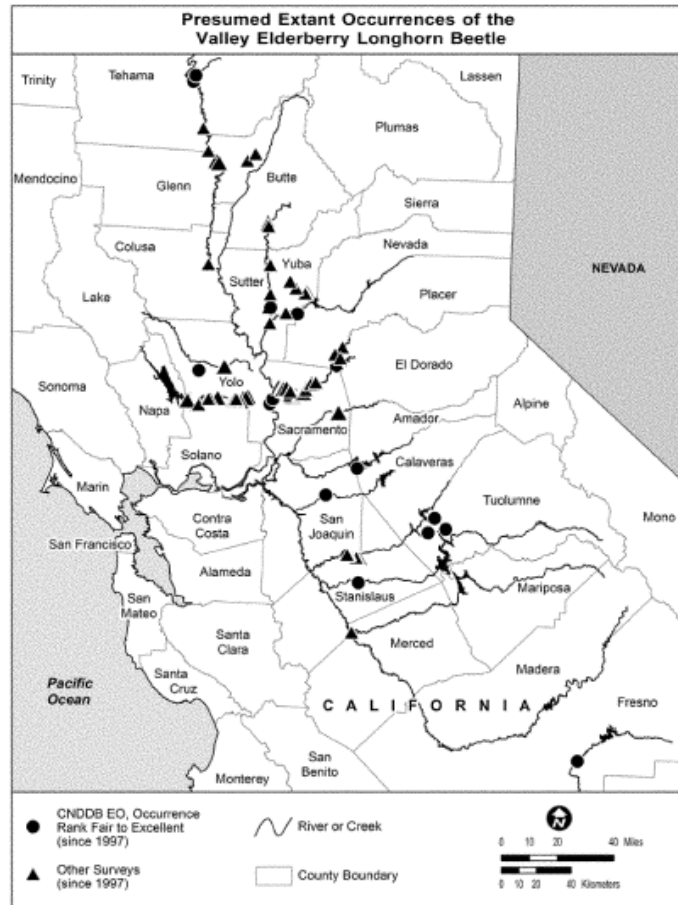 Presumed Extant Occurrences of the
Valley Elderberry Longhorn Beetle
Trinity
Tehama
Lassen
Plumas
Mendocino
Glenn
Butte
Sierra
Colusa
Nevada
Yuba
Sutter
NEVADA
Lake
Placer
El Dorado
Sonoma
Yolo
Napa
Alpine
Amador
Sacramento
Solano
Calaveras
Marin
Tuolumne
Contra
Costa
San
Joaquin
Mono
San Francisco
Alameda
Mariposa
San
Mateo
Stanislaus
Santa
Clara
Merced
Santa
Cruz
Madera
Pacific
Ocean
CALIFORNIA
Fresno
San
Benito
Monterey
CNDDB EO, Occurrence
Rank Fair to Excellent
(since 1997)
River or Creek
N
0 10 20 40 Miles
Other Surveys
(since 1997)
County Boundary
0 10 20 40 Kilometers